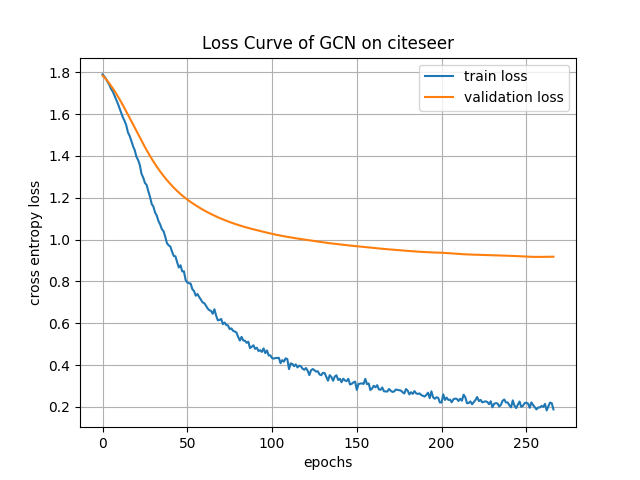 Loss Curve of GCN on citeseer
train loss
validation loss
cross entropy loss
1.8
1.6
1.4
1.2
1.0
0.8
0.6
0.4
0.2
0 50 100 150 200 250
epochs